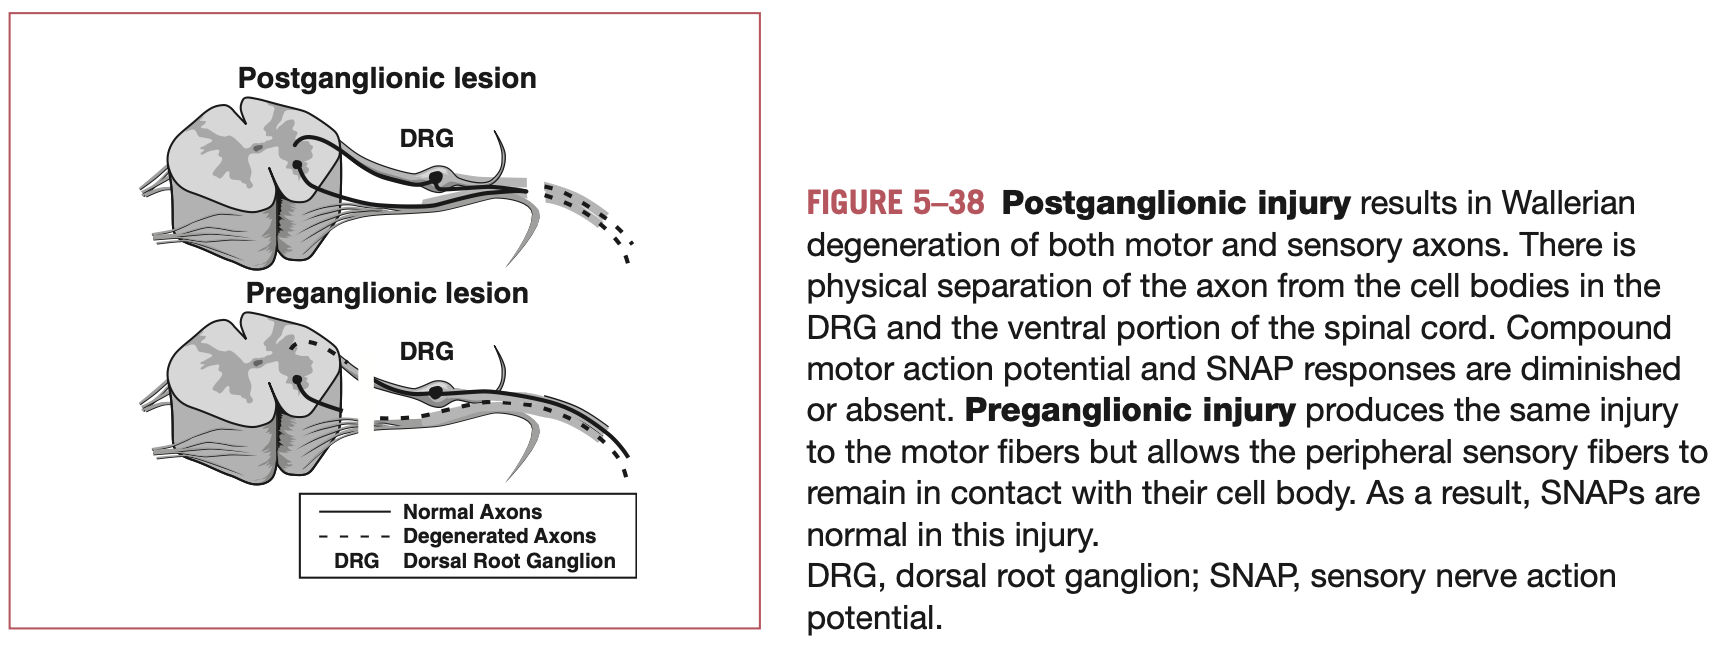 Postganglionic lesion
DRG
Preganglionic lesion
DRG
Normal Axons
Degenerated Axons
DRG Dorsal Root Ganglion
FIGURE 5–38 Postganglionic injury results in Wallerian
degeneration of both motor and sensory axons. There is
physical separation of the axon from the cell bodies in the
DRG and the ventral portion of the spinal cord. Compound
motor action potential and SNAP responses are diminished
or absent. Preganglionic injury produces the same injury
to the motor fibers but allows the peripheral sensory fibers to
remain in contact with their cell body. As a result, SNAPs are
normal in this injury.
DRG, dorsal root ganglion; SNAP, sensory nerve action
potential.